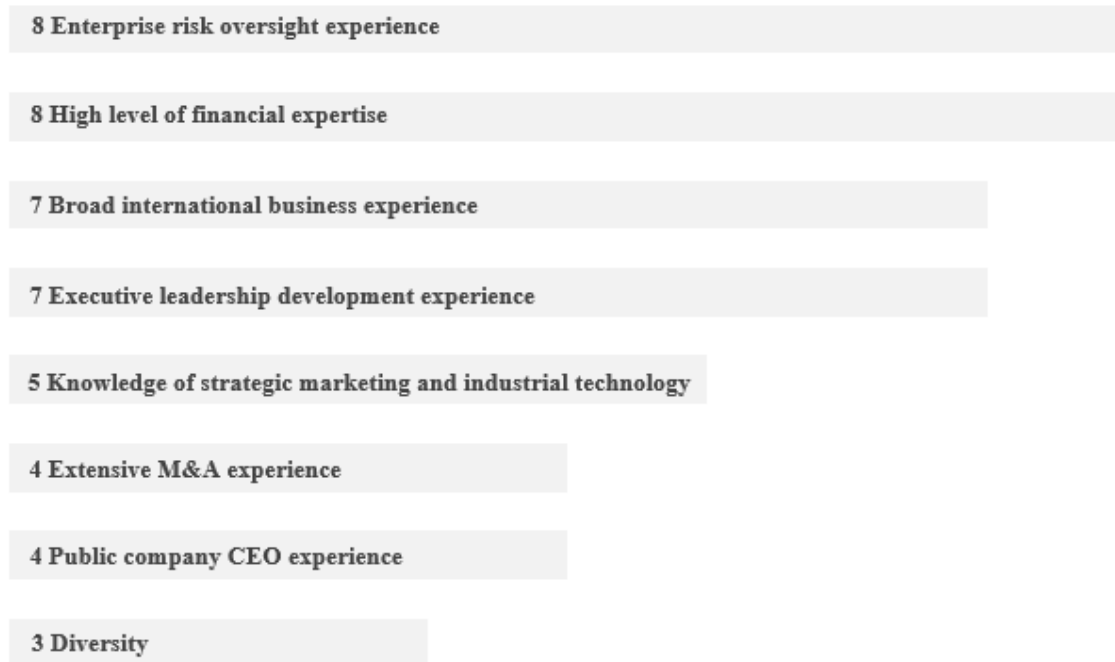 8 Enterprise risk oversight experience
8 High level of financial expertise
7 Broad international business experience
7 Executive leadership development experience
5 Knowledge of strategic marketing and industrial technology
4 Extensive M&A experience
4 Public company CEO experience
3 Diversity